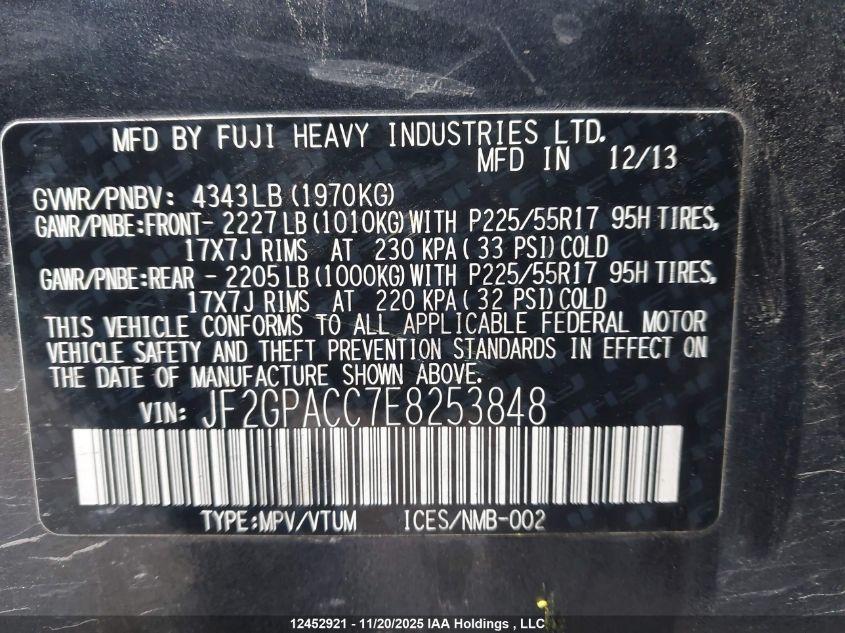 MFD BY FUJI HEAVY INDUSTRIES LTD.
MFD IN 12/13
GVWR/PNBV: 4343LB (1970KG)
GAWR/PNBE:FRONT- 2227LB(1010KG)WITH P225/55R17 95H TIRES,
17X7J RIMS AT 230 KPA( 33 PSI)COLD
GAWR/PNBE:REAR - 2205LB(1000KG)WITH P225/55R17 95H TIRES,
17X7J RIMS AT 220 KPA( 32 PSI)COLD
THIS VEHICLE CONFORMS TO ALL APPLICABLE FEDERAL MOTOR
VEHICLE SAFETY AND THEFT PREVENTION STANDARDS IN EFFECT ON
THE DATE OF MANUFACTURE SHOWN ABOVE.
VIN: JF2GPACC7E8253848
TYPE:MPV/VTUM ICES/NMB-002
12452921 - 11/20/2025 IAA Holdings , LLC